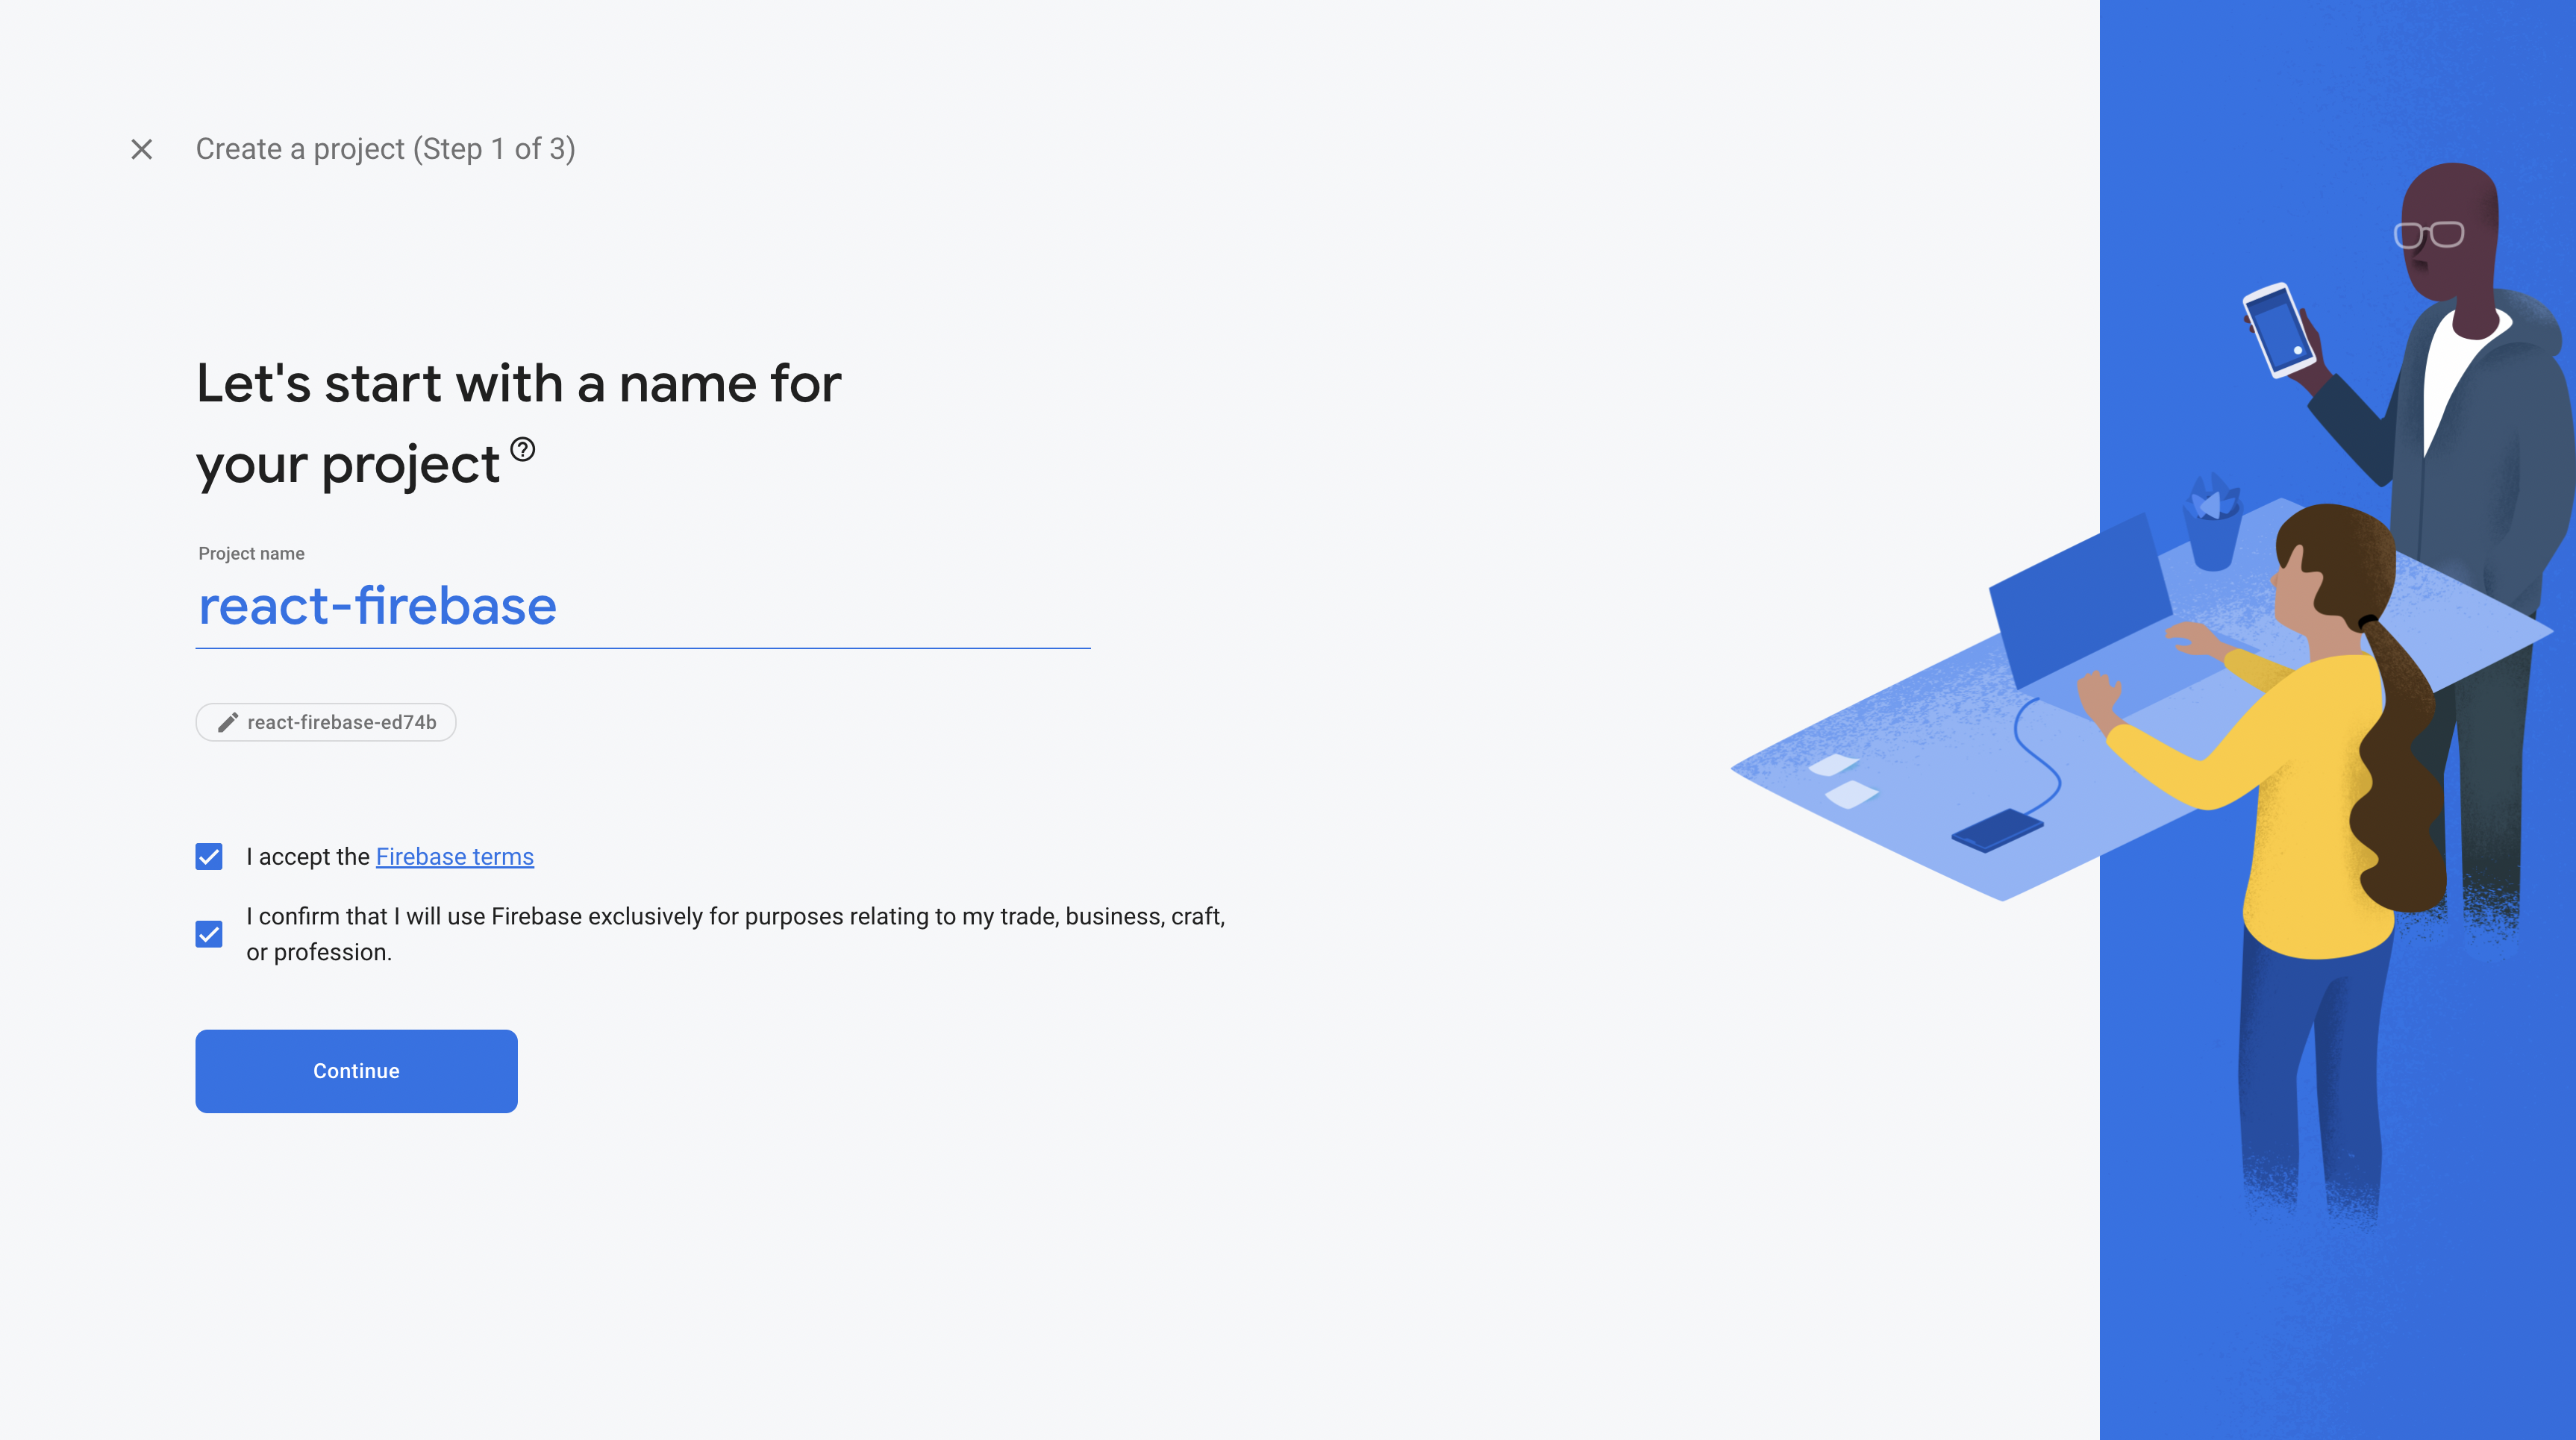 Create a project (Step 1 of 3)
Let's start with a name for
your project
Project name
react-firebase
react-firebase-ed74b
I accept the Firebase terms
I confirm that I will use Firebase exclusively for purposes relating to my trade, business, craft,
or profession.
Continue